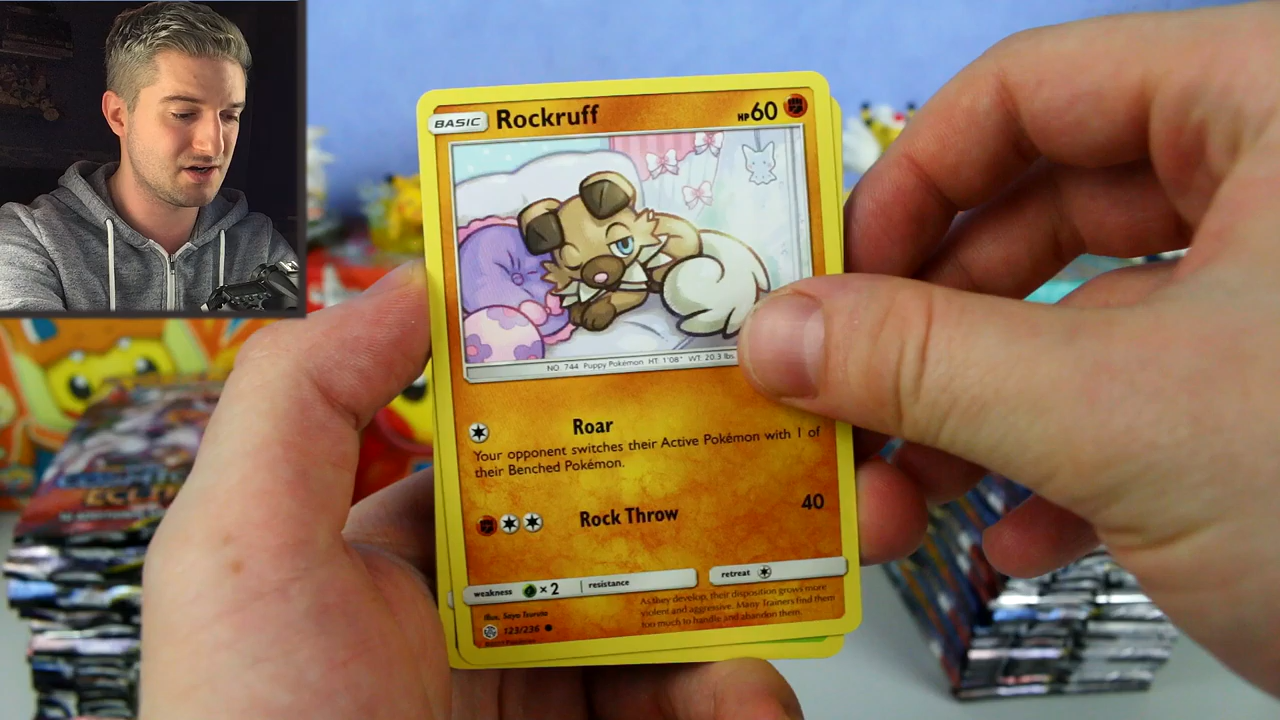 BASIC Rockruff HP60
NO. 744 Puppy Pokémon HT: 1'08" WT: 20.3 lbs.
Roar
Your opponent switches their Active Pokémon with 1 of
their Benched Pokémon.
Rock Throw 40
weakness ×2 resistance retreat
As they develop, their disposition grows more
violent and aggressive. Many Trainers find them
too much to handle and abandon them.
Illus. Saya Tsuruta
123/236